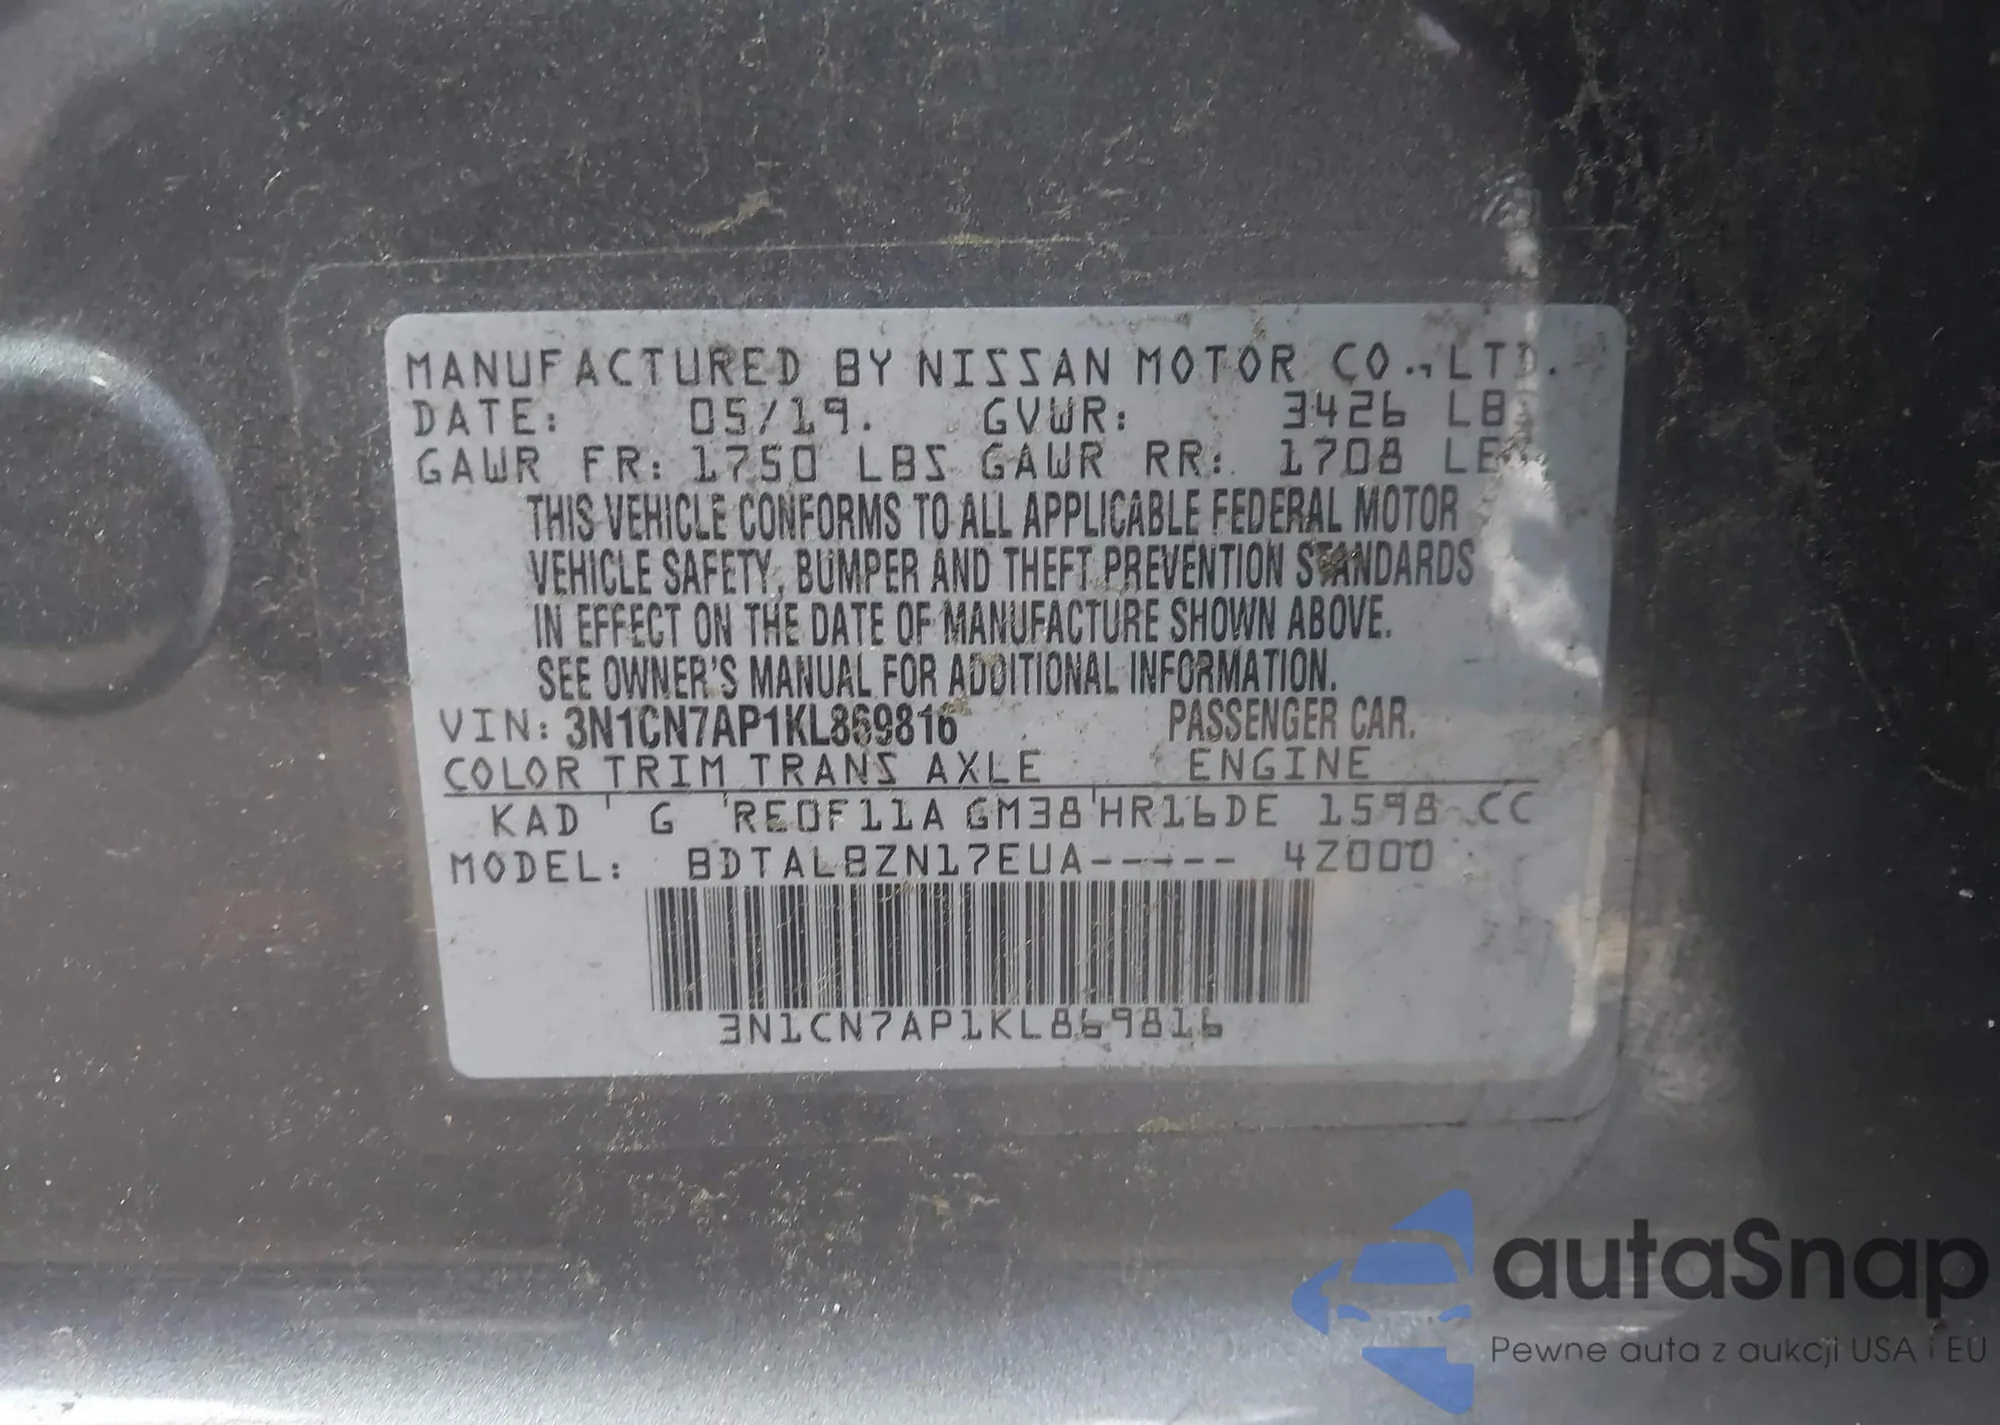 MANUFACTURED BY NISSAN MOTOR CO., LTD.
DATE: 05/19. GVWR: 3426 LB
GAWR FR: 1750 LBS GAWR RR: 1708
THIS VEHICLE CONFORMS TO ALL APPLICABLE FEDERAL MOTOR
VEHICLE SAFETY, BUMPER AND THEFT PREVENTION STANDARDS
IN EFFECT ON THE DATE OF MANUFACTURE SHOWN ABOVE.
SEE OWNER'S MANUAL FOR ADDITIONAL INFORMATION.
VIN: 3N1CN7AP1KL869816 PASSENGER CAR.
COLOR TRIM TRANS AXLE ENGINE
KAD G RE0F11A GM38 HR16DE 1598 CC
MODEL: BDTALBZN17EUA----- 4Z000
3N1CN7AP1KL869816
autaSnap
Pewne auta z aukcji USA i EU